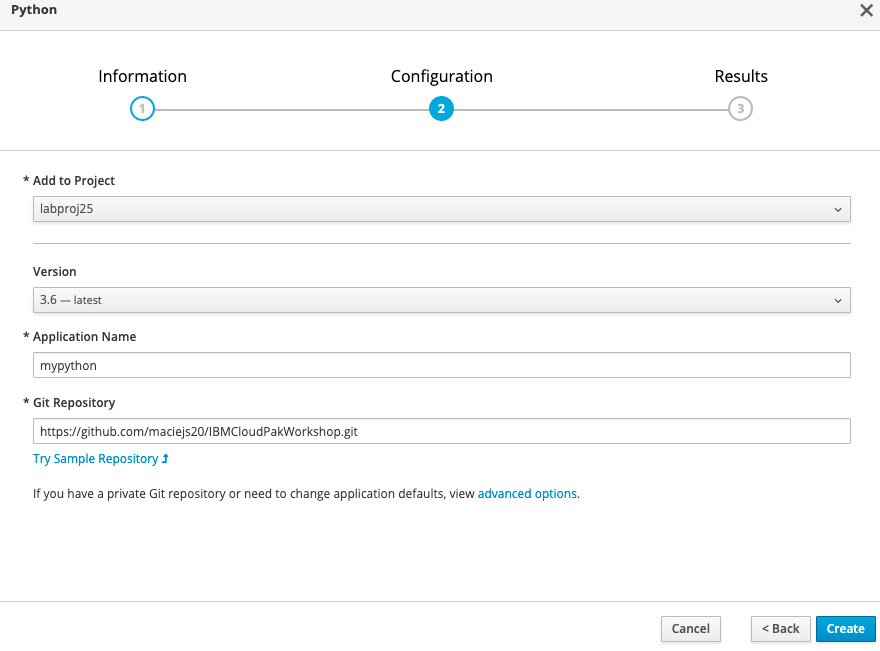 Python
Information Configuration Results
1 2 3
* Add to Project
labproj25
Version
3.6 — latest
* Application Name
mypython
* Git Repository
https://github.com/maciejs20/IBMCloudPakWorkshop.git
Try Sample Repository
If you have a private Git repository or need to change application defaults, view advanced options.
Cancel < Back Create